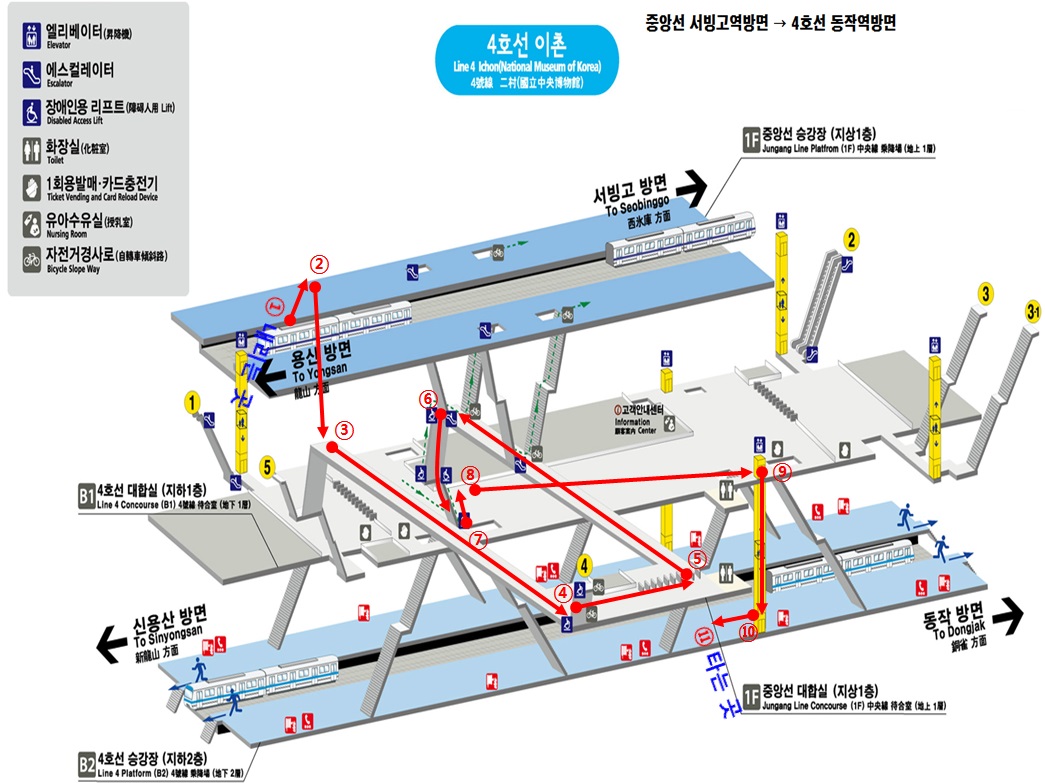 엘리베이터(昇降機)
Elevator
에스컬레이터
Escalator
장애인용 리프트(障碍人用 Lift)
Disabled Access Lift
화장실(化粧室)
Toilet
1회용발매·카드충전기
Ticket Vending and Card Reload Device
유아수유실(授乳室)
Nursing Room
자전거경사로(自轉車傾斜路)
Bicycle Slope Way
중앙선 서빙고역방면 → 4호선 동작역방면
4호선 이촌
Line 4 Ichon(National Museum of Korea)
4號線 二村(國立中央博物館)
1F 중앙선 승강장 (지상1층)
Jungang Line Platfrom (1F) 中央線 乘降場 (地上 1層)
서빙고 방면
To Seobinggo
西氷庫 方面
②
①
내리는 곳
용산 방면
To Yongsan
龍山 方面
2
3
3-1
1
5
③
⑥
ⓘ고객안내센터
Information
顧客案內 Center
⑧
⑨
⑦
B1 4호선 대합실 (지하1층)
Line 4 Concourse (B1) 4號線 待合室 (地下 1層)
4
④
⑤
⑩
⑪
타는 곳
신용산 방면
To Sinyongsan
新龍山 方面
동작 방면
To Dongjak
銅雀 方面
1F 중앙선 대합실 (지상1층)
Jungang Line Concourse (1F) 中央線 待合室 (地上 1層)
B2 4호선 승강장 (지하2층)
Line 4 Platform (B2) 4號線 乘降場 (地下 2層)